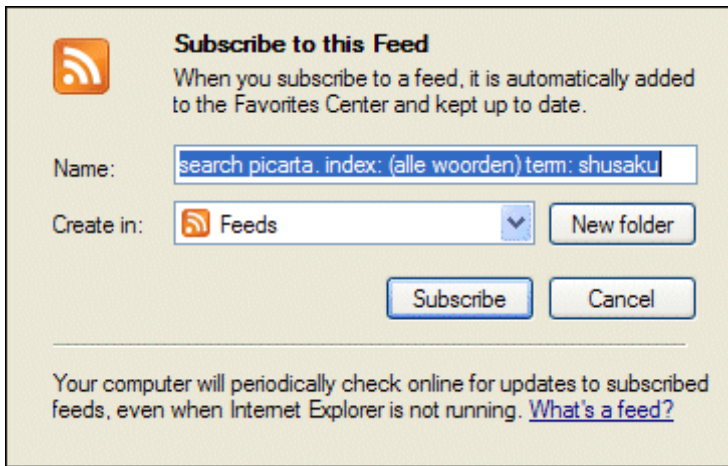 Subscribe to this Feed
When you subscribe to a feed, it is automatically added
to the Favorites Center and kept up to date.
Name: search picarta. index: (alle woorden) term: shusaku
Create in: Feeds New folder
Subscribe Cancel
Your computer will periodically check online for updates to subscribed
feeds, even when Internet Explorer is not running. What's a feed?